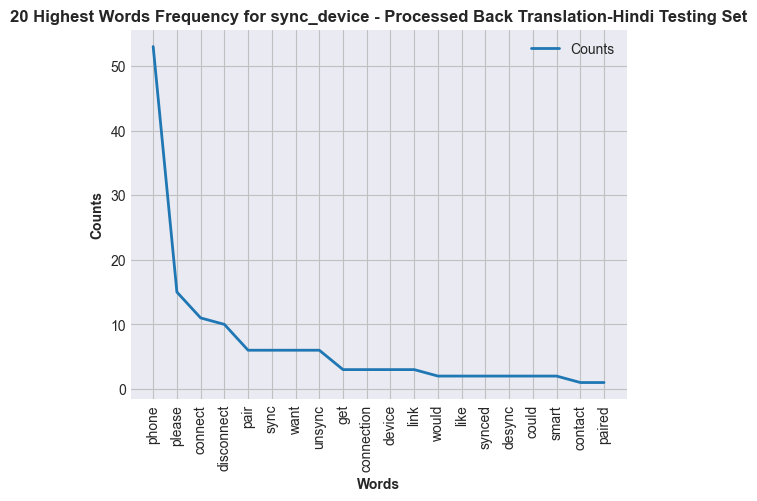 20 Highest Words Frequency for sync_device - Processed Back Translation-Hindi Testing Set
Counts
50
40
30
20
10
0
Counts
phone
please
connect
disconnect
pair
sync
want
unsync
get
connection
device
link
would
like
synced
desync
could
smart
contact
paired
Words